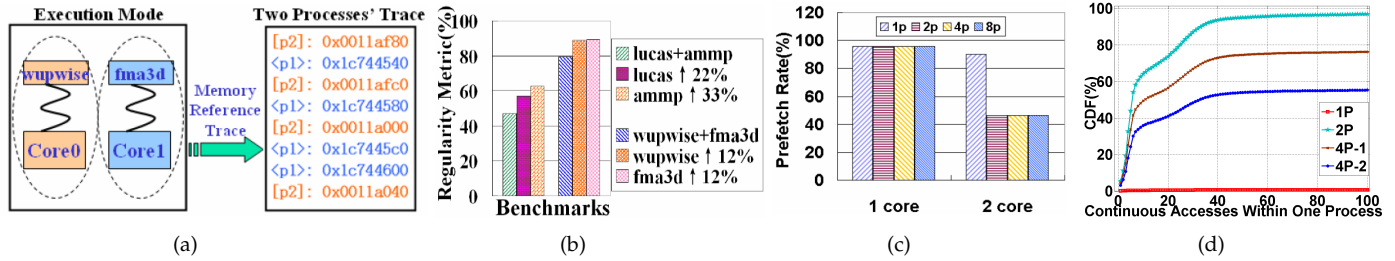 Execution Mode
wupwise
fma3d
Core0
Core1
Memory
Reference
Trace
Two Processes' Trace
[p2]: 0x0011af80
<p1>: 0x1c744540
[p2]: 0x0011afc0
<p1>: 0x1c744580
[p2]: 0x0011a000
<p1>: 0x1c7445c0
<p1>: 0x1c744600
[p2]: 0x0011a040
(a)
Regularity Metric(%)
100
80
60
40
20
0
Benchmarks
lucas+ammp
lucas ↑ 22%
ammp ↑ 33%
wupwise+fma3d
wupwise ↑ 12%
fma3d ↑ 12%
(b)
Prefetch Rate(%)
120
100
80
60
40
20
0
1p
2p
4p
8p
1 core
2 core
(c)
CDF(%)
100
80
60
40
20
0
0
20
40
60
80
100
Continuous Accesses Within One Process
1P
2P
4P-1
4P-2
(d)